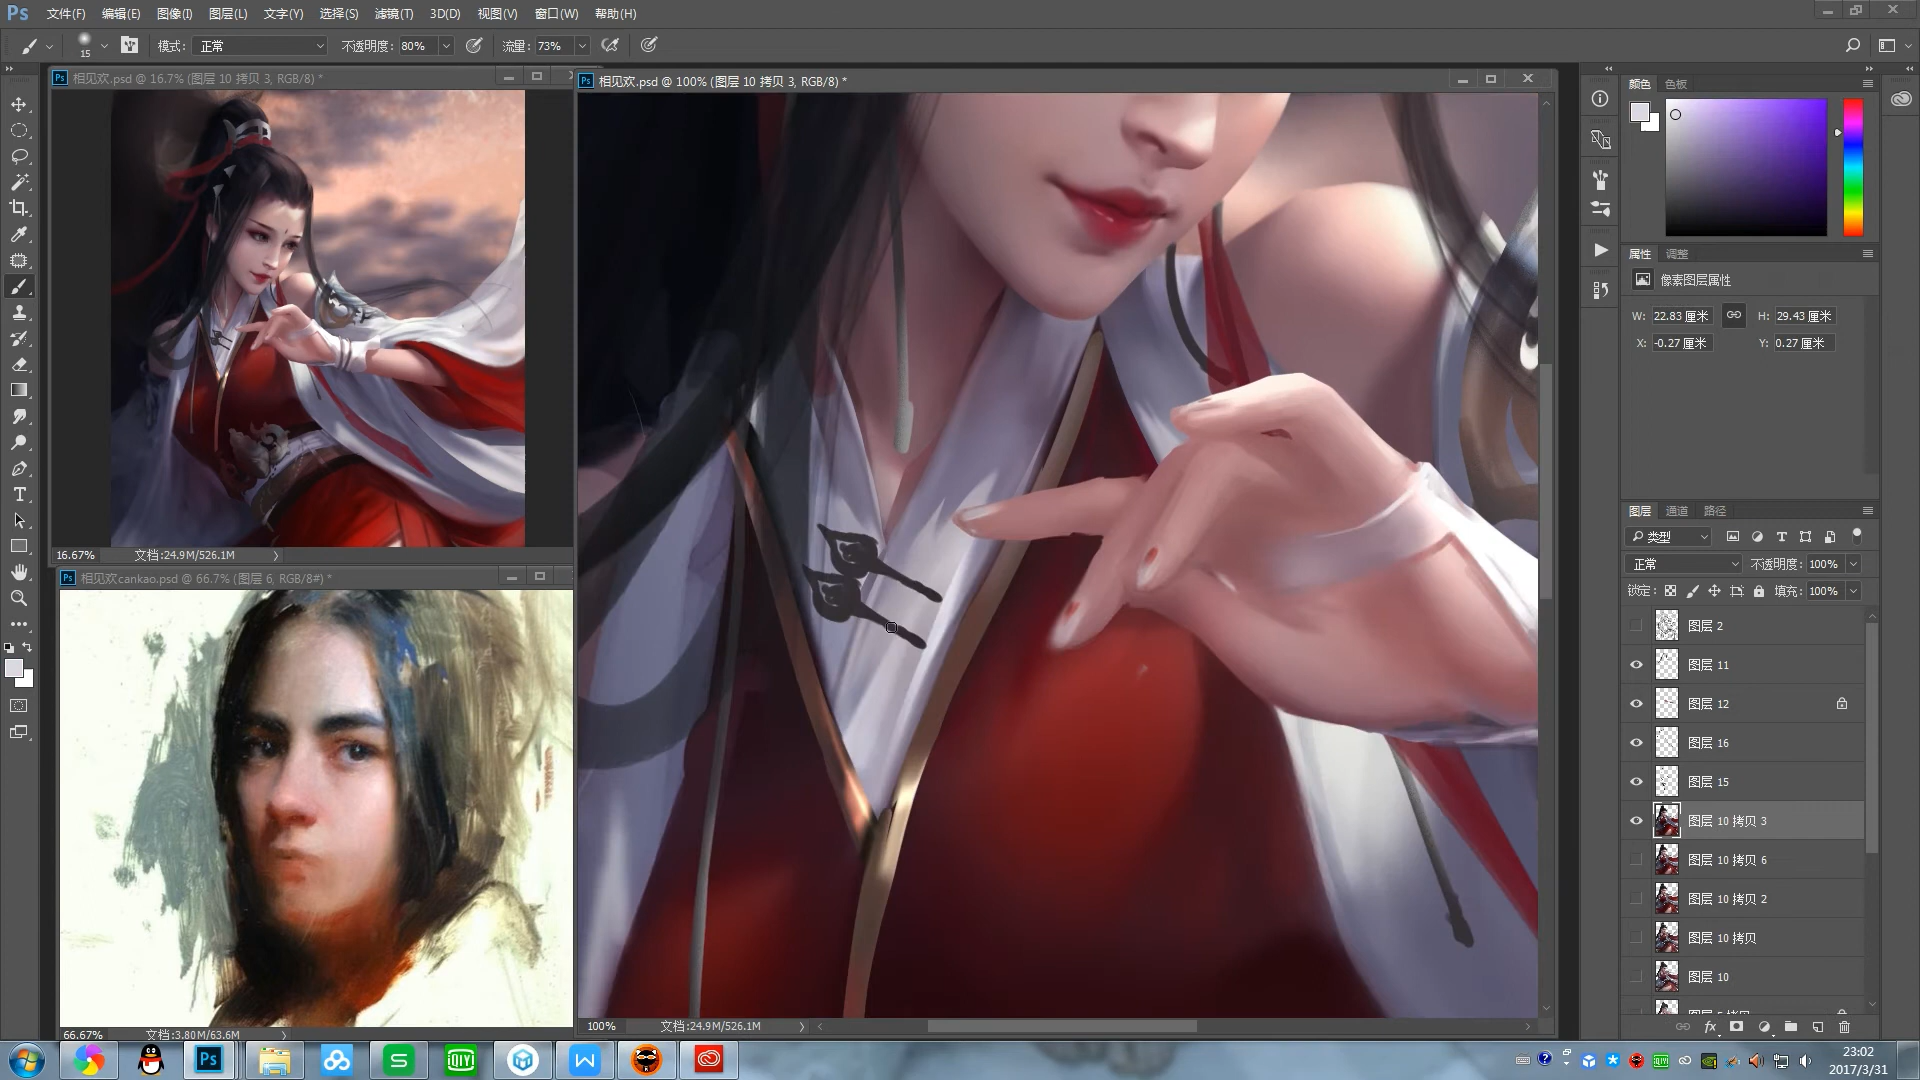 Ps 文件(F) 编辑(E) 图像(I) 图层(L) 文字(Y) 选择(S) 滤镜(T) 3D(D) 视图(V) 窗口(W) 帮助(H)
15 模式: 正常 不透明度: 80% 流量: 73%
Ps 相见欢.psd @ 16.7% (图层 10 拷贝 3, RGB/8) *
Ps 相见欢.psd @ 100% (图层 10 拷贝 3, RGB/8) *
16.67% 文档:24.9M/526.1M
Ps 相见欢cankao.psd @ 66.7% (图层 6, RGB/8#) *
66.67% 文档:3.80M/63.6M
100% 文档:24.9M/526.1M
颜色 色板
属性 调整
像素图层属性
W: 22.83 厘米 H: 29.43 厘米
X: -0.27 厘米 Y: 0.27 厘米
图层 通道 路径
类型
正常 不透明度: 100%
锁定: 填充: 100%
图层 2
图层 11
图层 12
图层 16
图层 15
图层 10 拷贝 3
图层 10 拷贝 6
图层 10 拷贝 2
图层 10 拷贝
图层 10
fx
Ps S QIYI W
23:02
2017/3/31